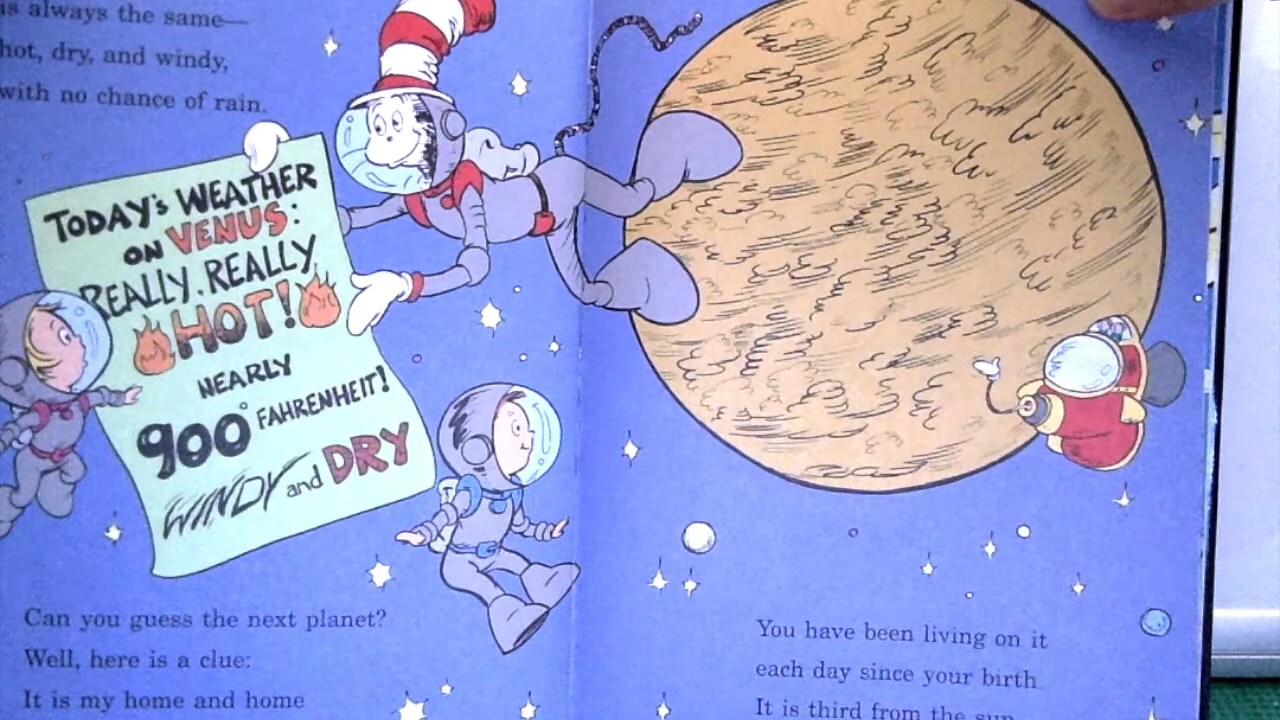 is always the same—
hot, dry, and windy,
with no chance of rain.
TODAY'S WEATHER
ON VENUS:
REALLY, REALLY
HOT!
NEARLY
900° FAHRENHEIT!
WINDY and DRY
Can you guess the next planet?
Well, here is a clue:
It is my home and home
You have been living on it
each day since your birth.
It is third from the sun